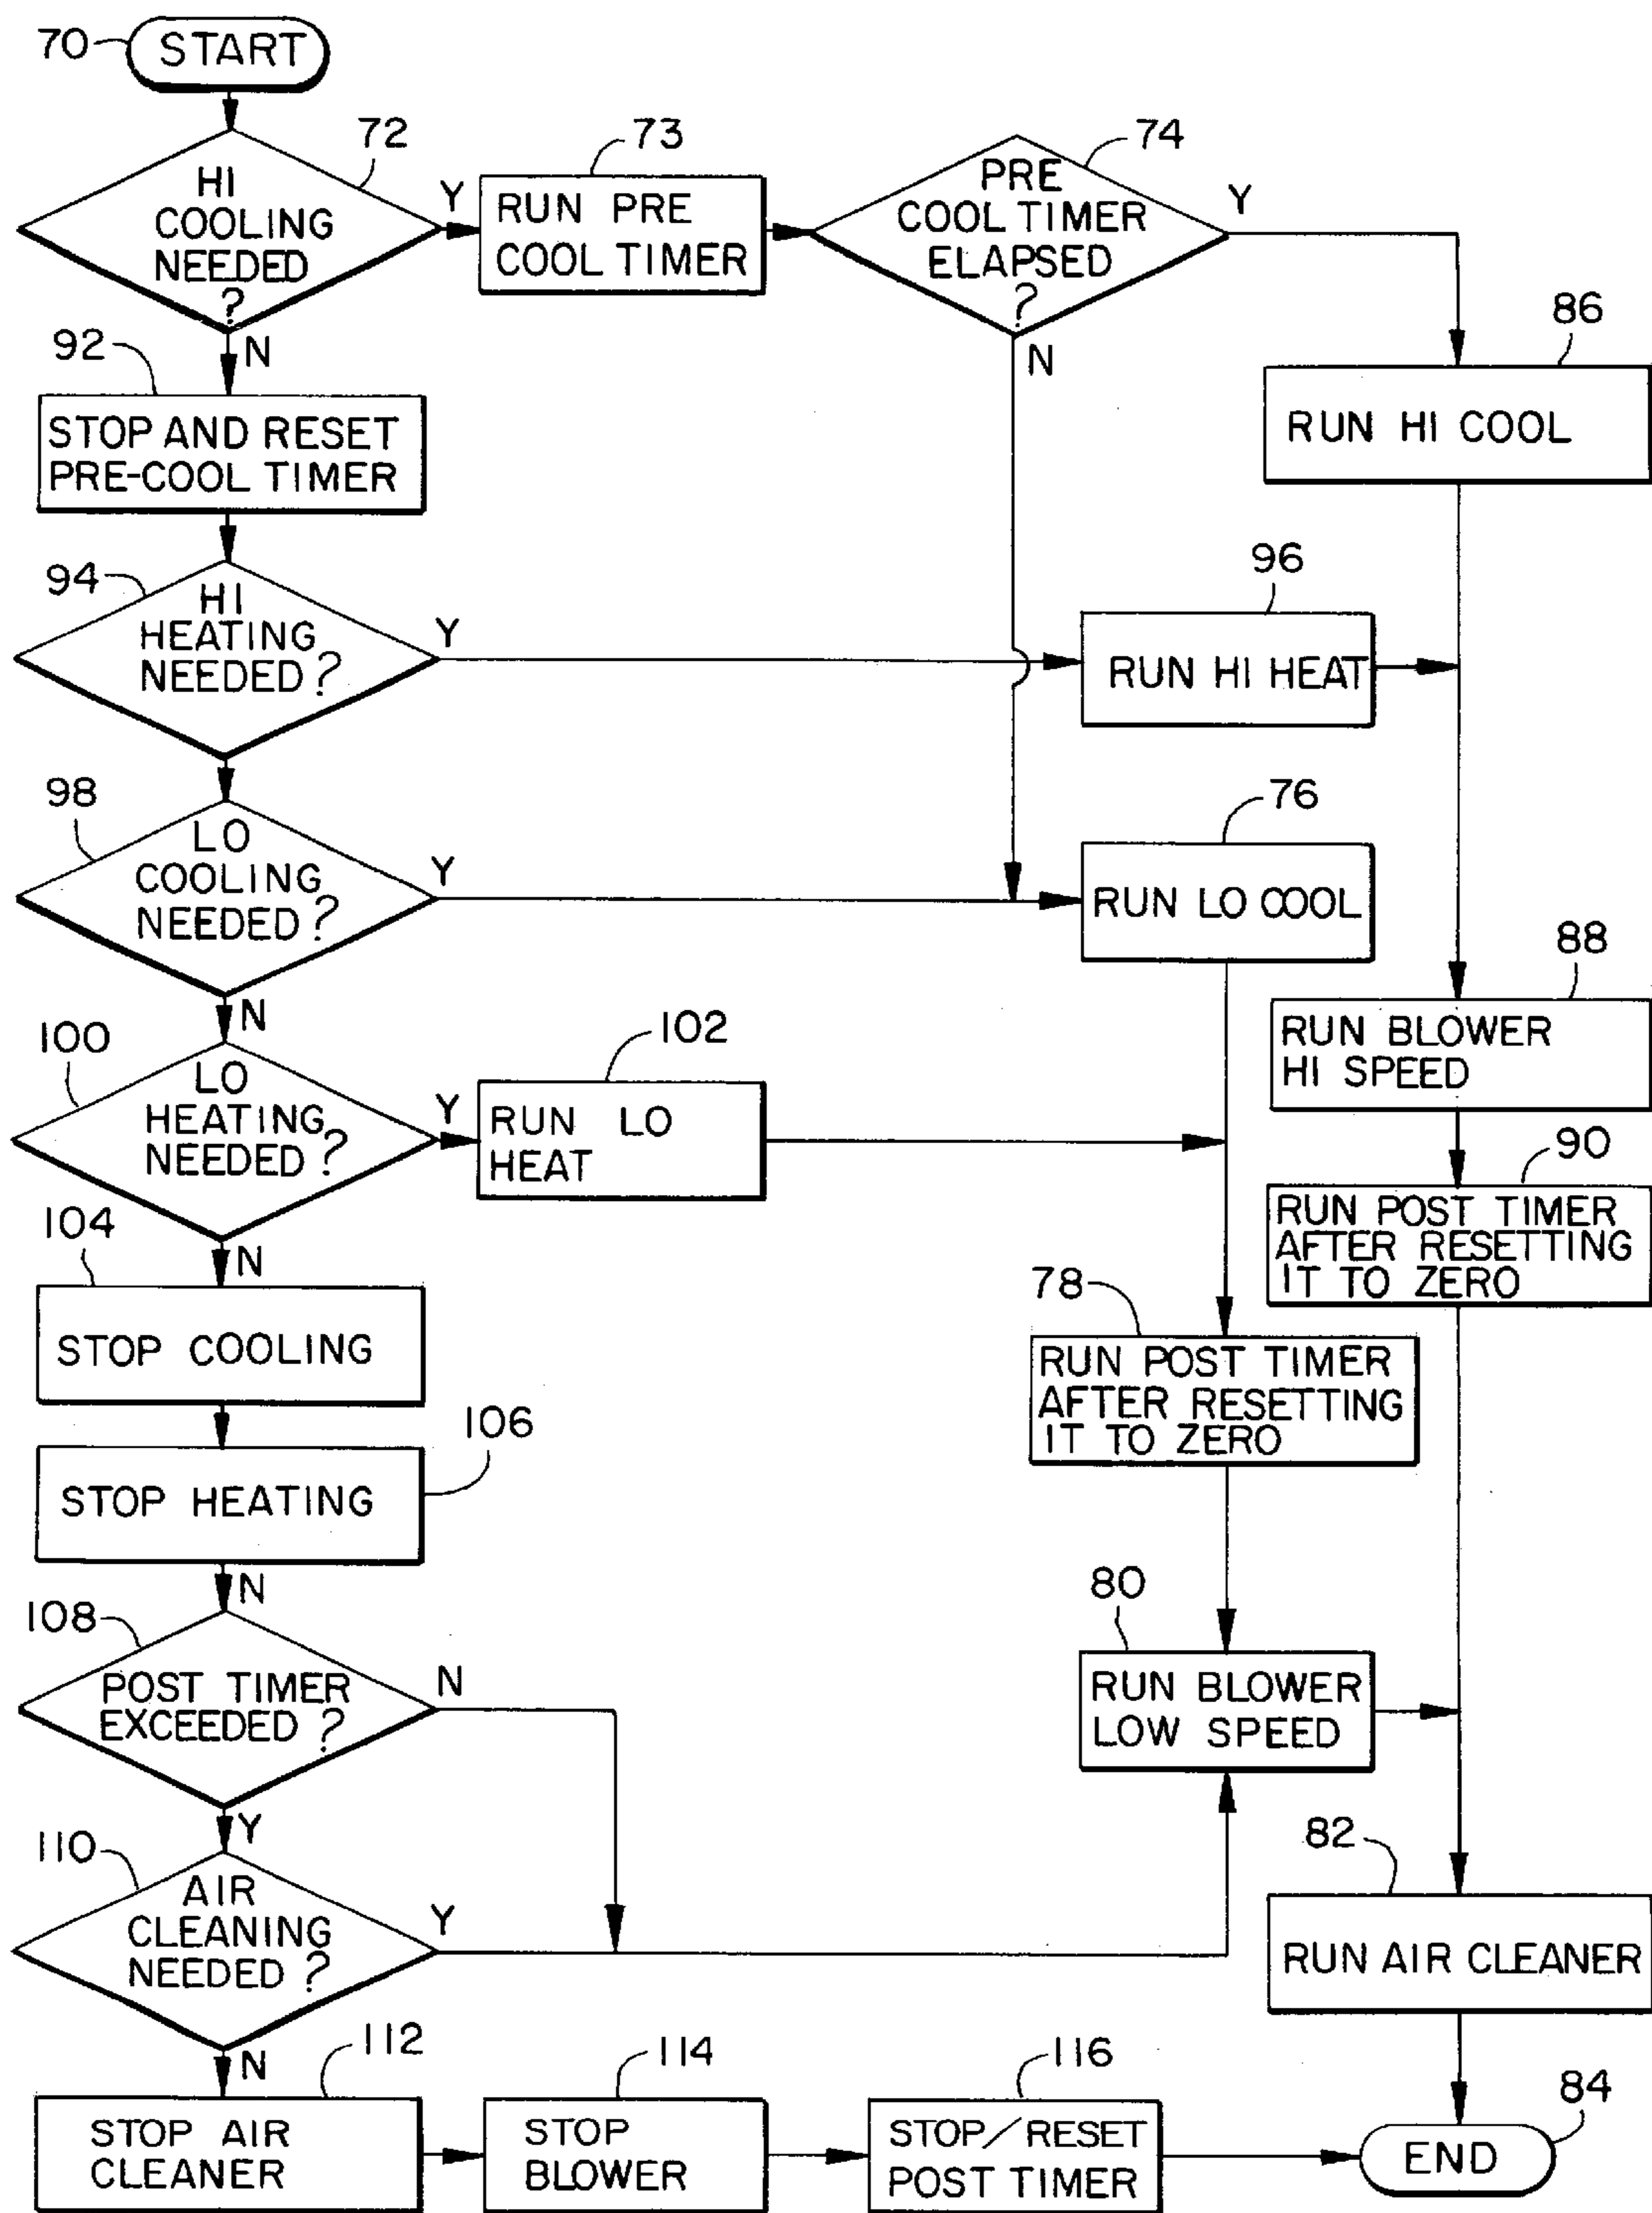 70
START
72
HI
COOLING
NEEDED
?
Y
N
73
RUN PRE
COOL TIMER
74
PRE
COOL TIMER
ELAPSED
?
Y
N
86
RUN HI COOL
92
STOP AND RESET
PRE-COOL TIMER
94
HI
HEATING
NEEDED?
Y
96
RUN HI HEAT
98
LO
COOLING
NEEDED?
Y
N
76
RUN LO COOL
88
RUN BLOWER
HI SPEED
100
LO
HEATING
NEEDED?
Y
N
102
RUN LO
HEAT
90
RUN POST TIMER
AFTER RESETTING
IT TO ZERO
104
STOP COOLING
78
RUN POST TIMER
AFTER RESETTING
IT TO ZERO
106
STOP HEATING
N
108
POST TIMER
EXCEEDED?
N
Y
80
RUN BLOWER
LOW SPEED
110
AIR
CLEANING
NEEDED?
Y
N
82
RUN AIR CLEANER
112
STOP AIR
CLEANER
114
STOP
BLOWER
116
STOP/RESET
POST TIMER
84
END